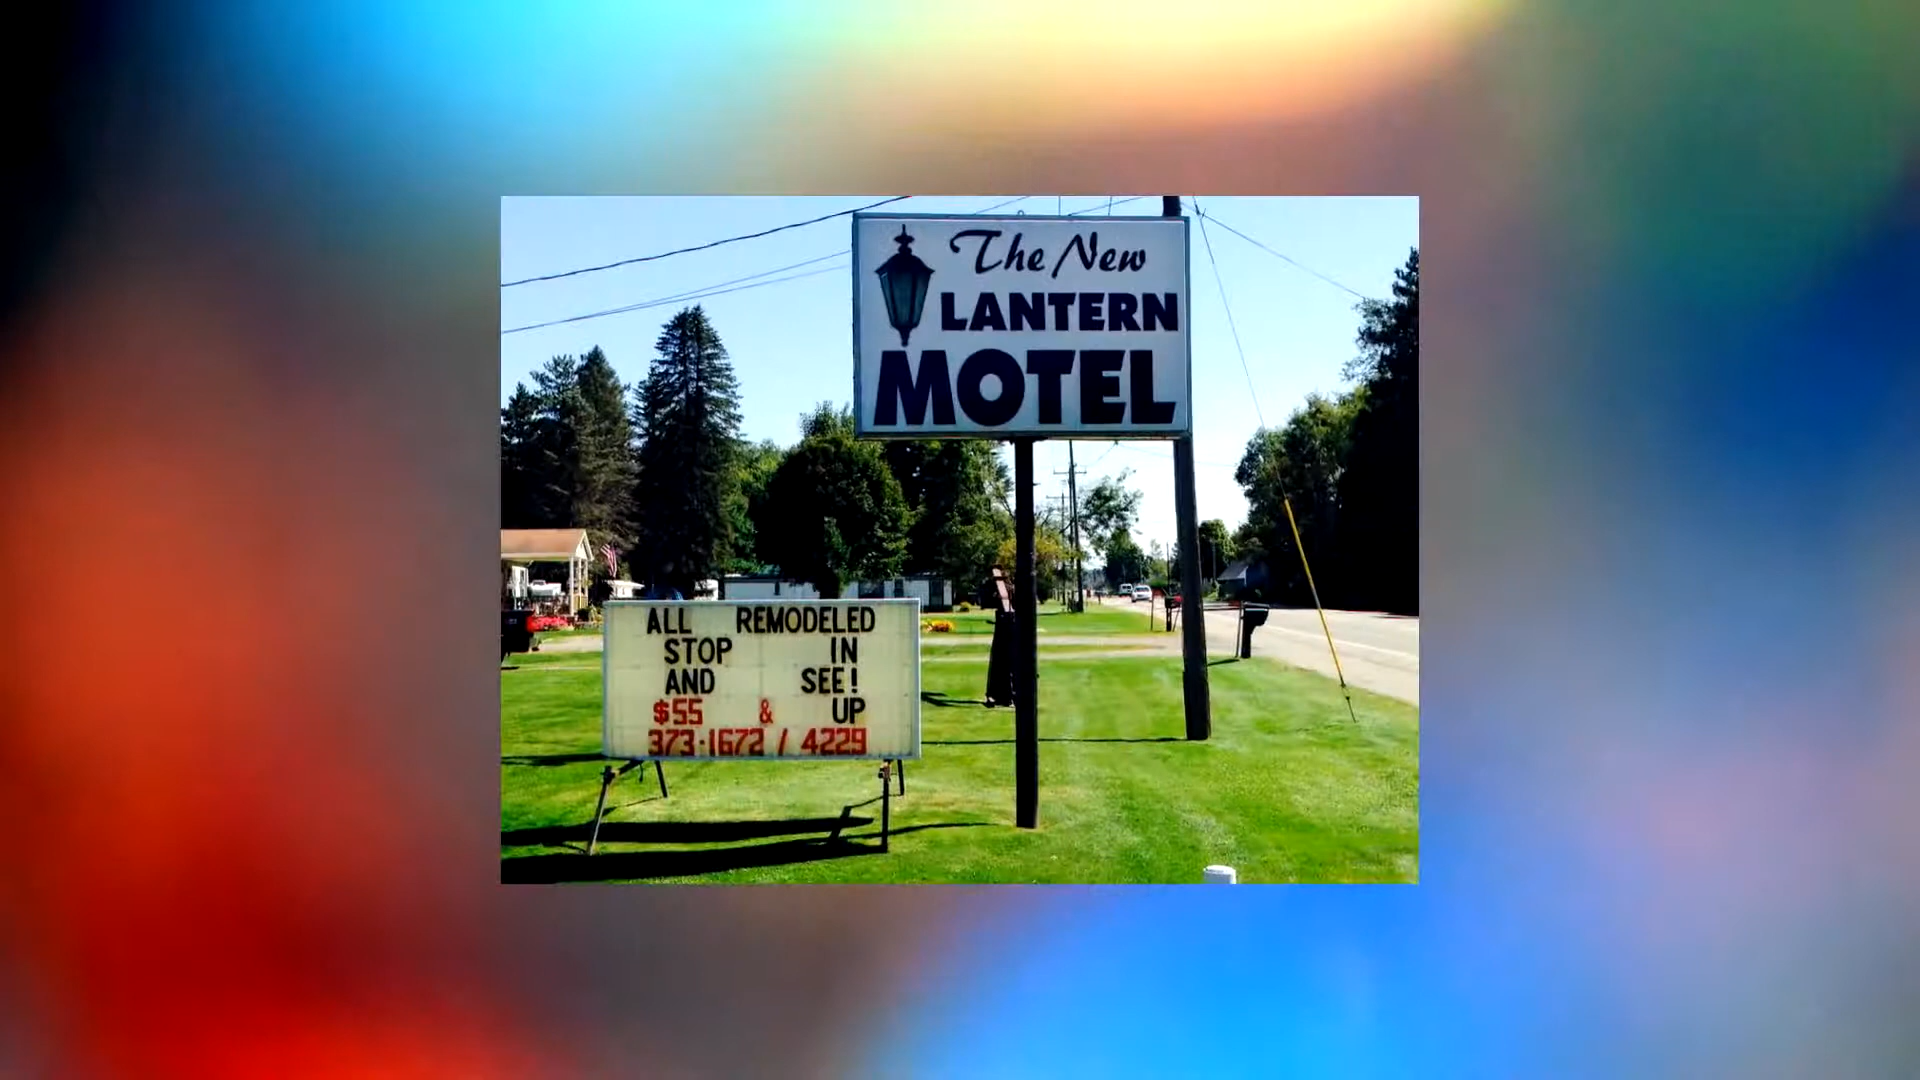 The New
LANTERN
MOTEL
ALL REMODELED
STOP IN
AND SEE!
$55 & UP
373-1672 / 4229